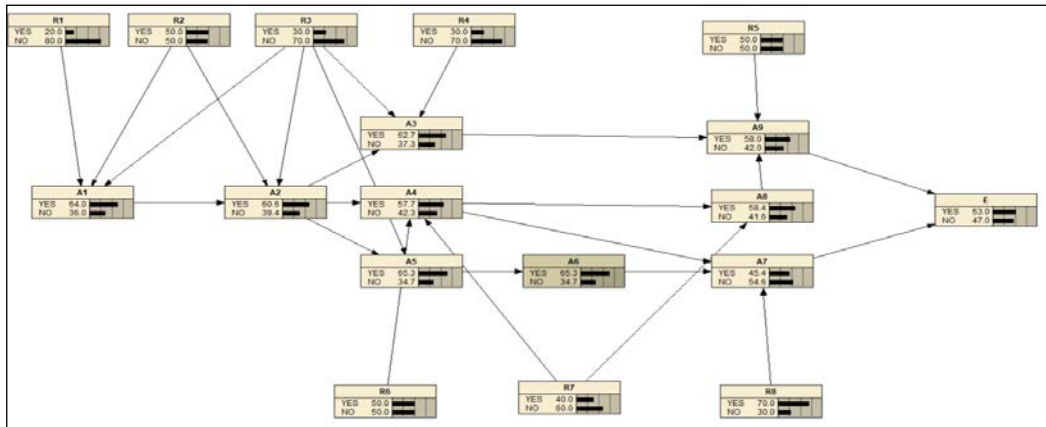 R1
YES 20.0
NO 80.0
R2
YES 50.0
NO 50.0
R3
YES 30.0
NO 70.0
R4
YES 30.0
NO 70.0
R5
YES 50.0
NO 50.0
A3
YES 62.7
NO 37.3
A9
YES 58.0
NO 42.0
A1
YES 64.0
NO 36.0
A2
YES 60.6
NO 39.4
A4
YES 57.7
NO 42.3
A8
YES 58.4
NO 41.6
E
YES 53.0
NO 47.0
A5
YES 65.3
NO 34.7
A6
YES 65.3
NO 34.7
A7
YES 45.4
NO 54.6
R6
YES 50.0
NO 50.0
R7
YES 40.0
NO 60.0
R8
YES 70.0
NO 30.0